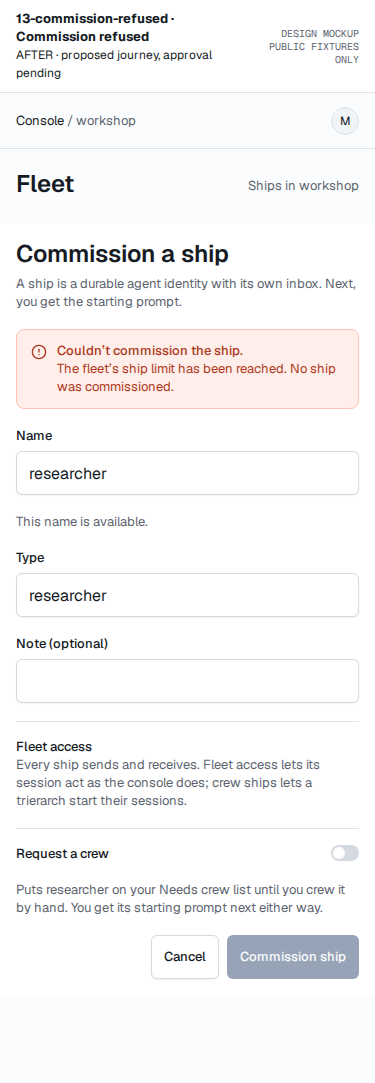 13-commission-refused ·
Commission refused
AFTER · proposed journey, approval
pending
DESIGN MOCKUP
PUBLIC FIXTURES
ONLY
Console / workshop
M
Fleet
Ships in workshop
Commission a ship
A ship is a durable agent identity with its own inbox. Next,
you get the starting prompt.
Couldn’t commission the ship.
The fleet’s ship limit has been reached. No ship
was commissioned.
Name
researcher
This name is available.
Type
researcher
Note (optional)
Fleet access
Every ship sends and receives. Fleet access lets its
session act as the console does; crew ships lets a
trierarch start their sessions.
Request a crew
Puts researcher on your Needs crew list until you crew it
by hand. You get its starting prompt next either way.
Cancel
Commission ship